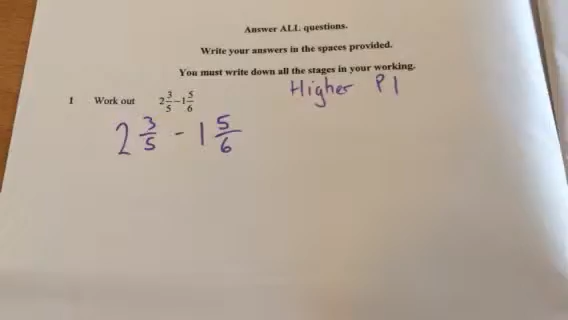 Answer ALL questions.
Write your answers in the spaces provided.
You must write down all the stages in your working.
Higher P1
1 Work out 2 3/5 − 1 5/6
2 3/5 - 1 5/6